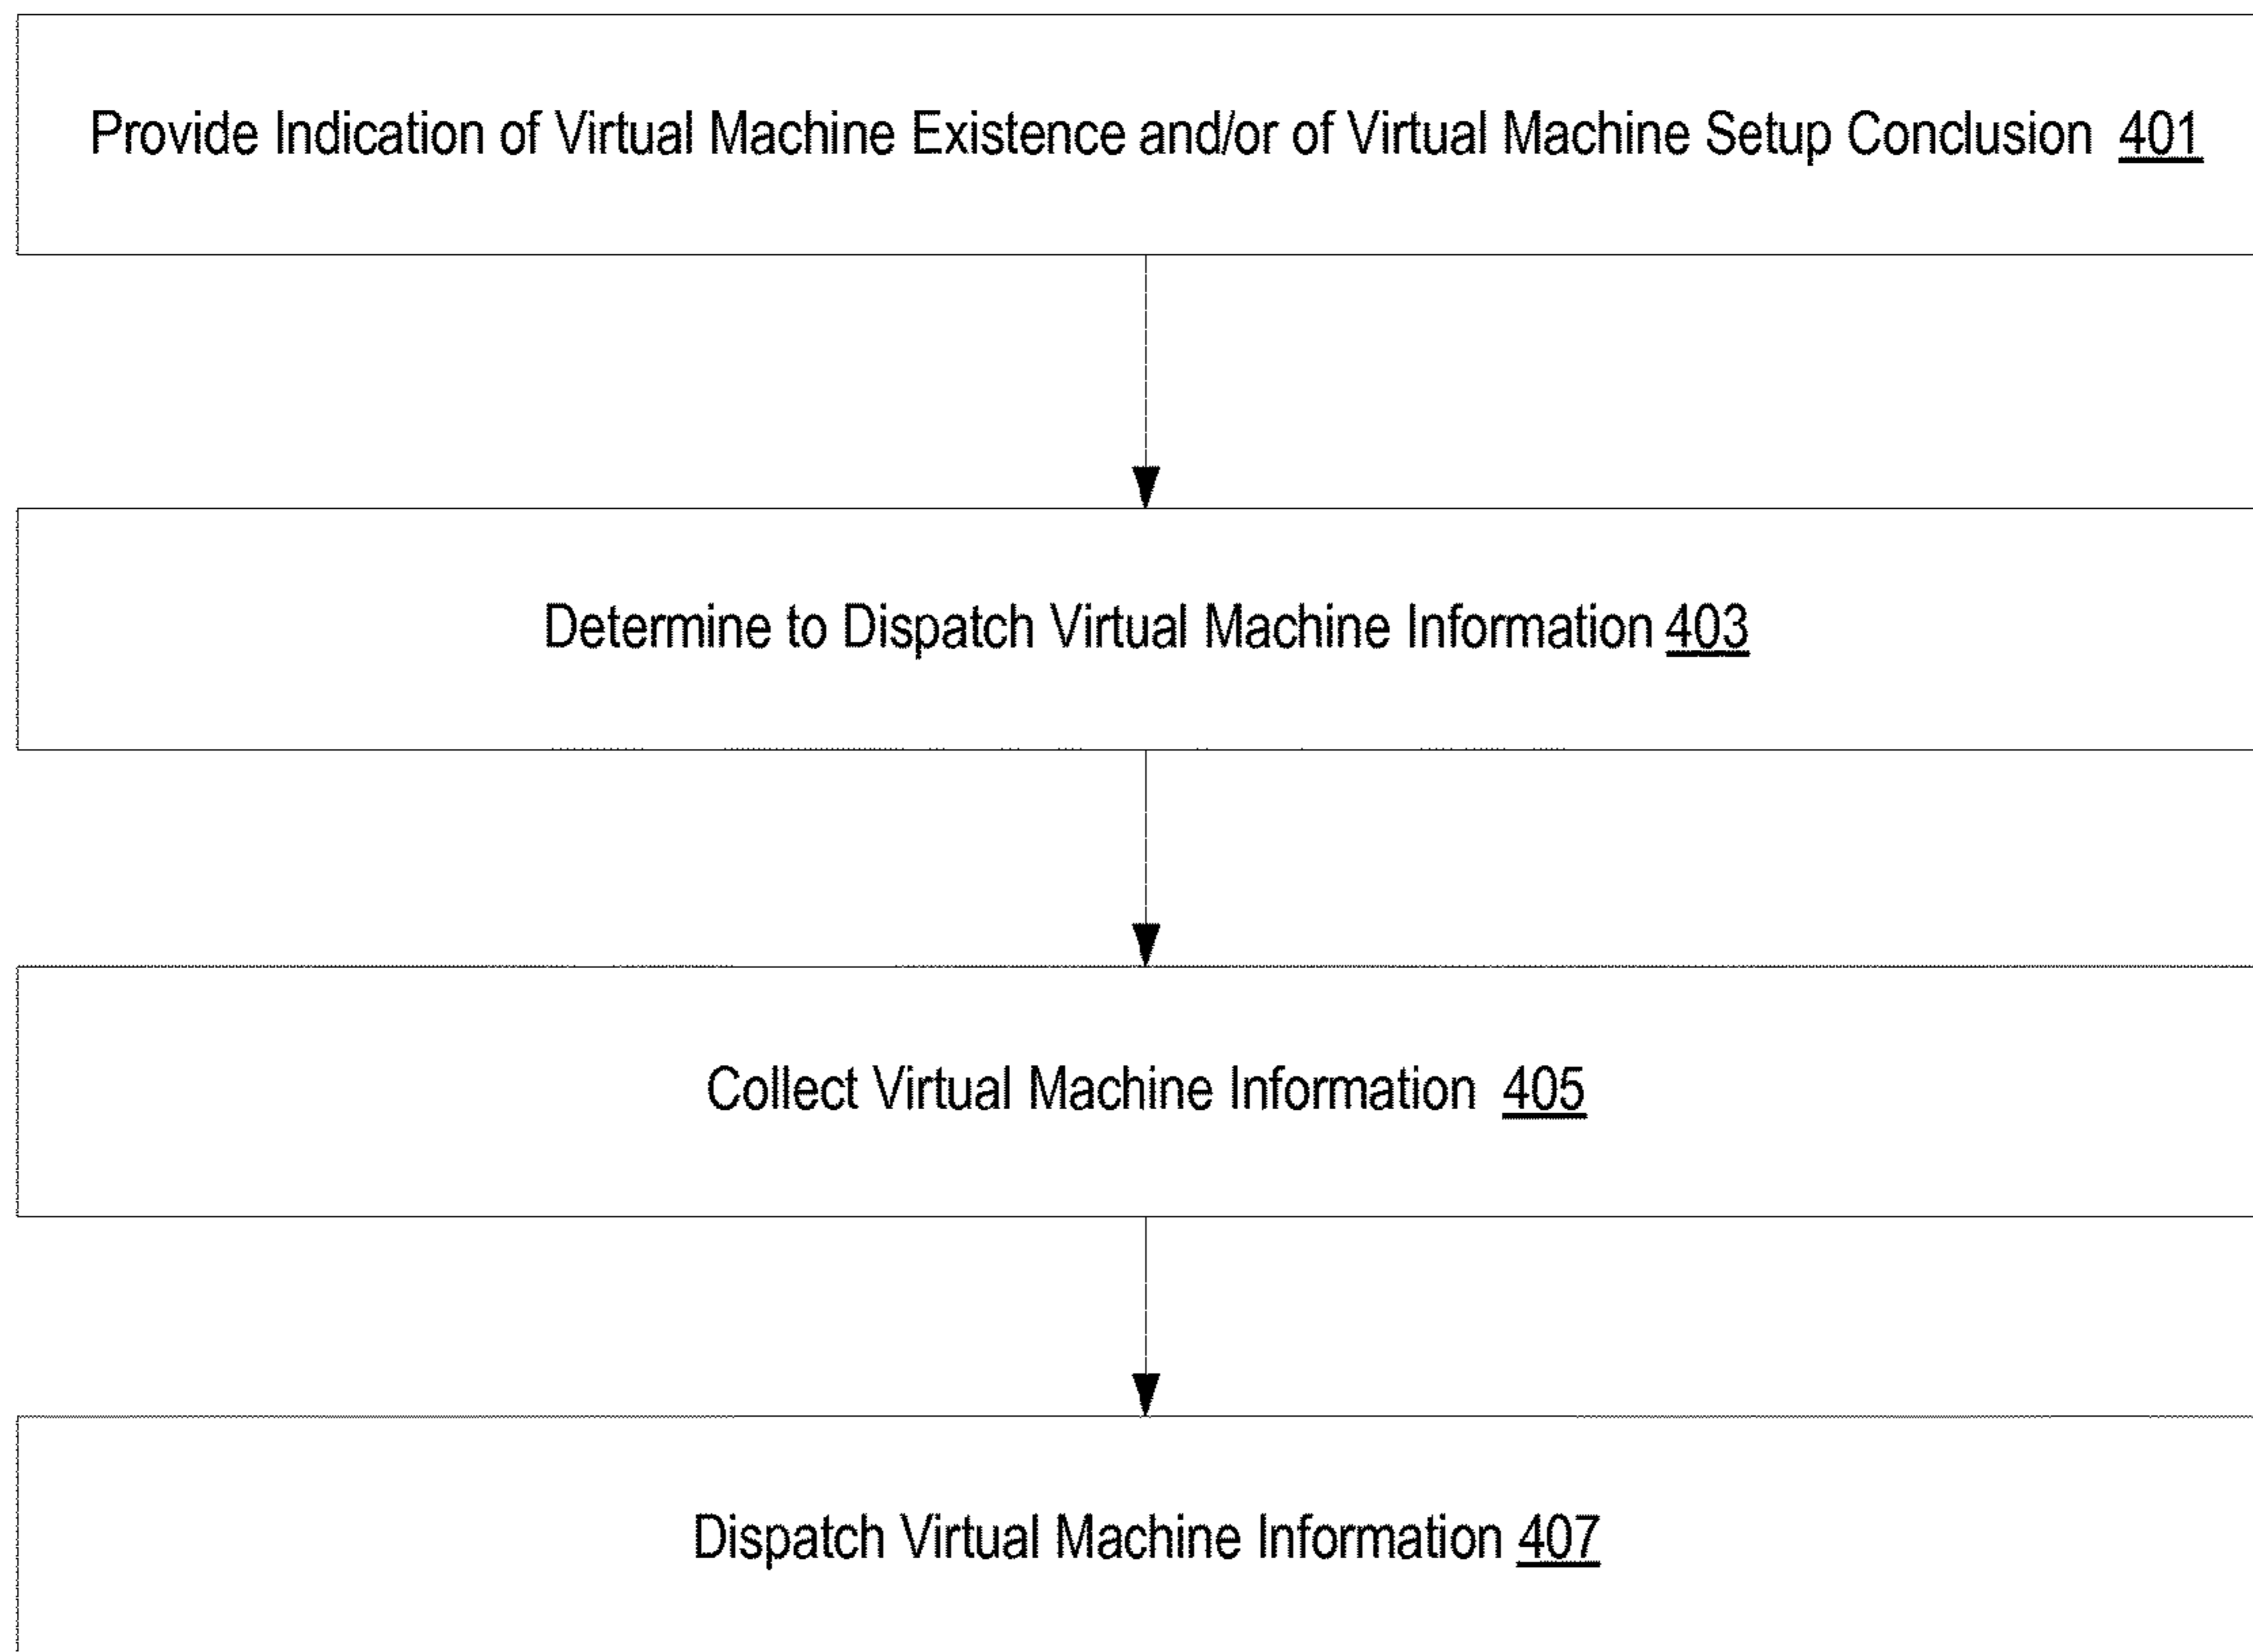 Provide Indication of Virtual Machine Existence and/or of Virtual Machine Setup Conclusion 401
Determine to Dispatch Virtual Machine Information 403
Collect Virtual Machine Information 405
Dispatch Virtual Machine Information 407